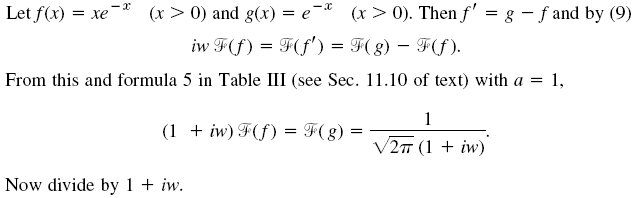 Let f(x) = xe⁻ˣ (x > 0) and g(x) = e⁻ˣ (x > 0). Then f′ = g − f and by (9)
iw ℱ(f) = ℱ(f′) = ℱ(g) − ℱ(f).
From this and formula 5 in Table III (see Sec. 11.10 of text) with a = 1,
(1 + iw) ℱ(f) = ℱ(g) = 1 / (√2π (1 + iw)).
Now divide by 1 + iw.